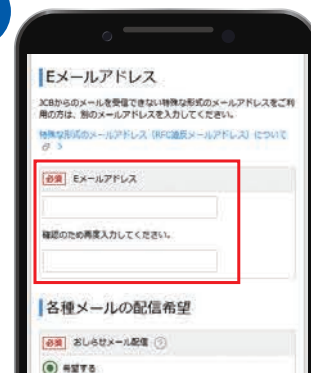 Eメールアドレス
JCBからのメールを受信できない特殊な形式のメールアドレスをご利
用の方は、別のメールアドレスを入力してください。
特殊な形式のメールアドレス（RFC違反メールアドレス）について
必須 Eメールアドレス
確認のため再度入力してください。
各種メールの配信希望
必須 おしらせメール配信
希望する